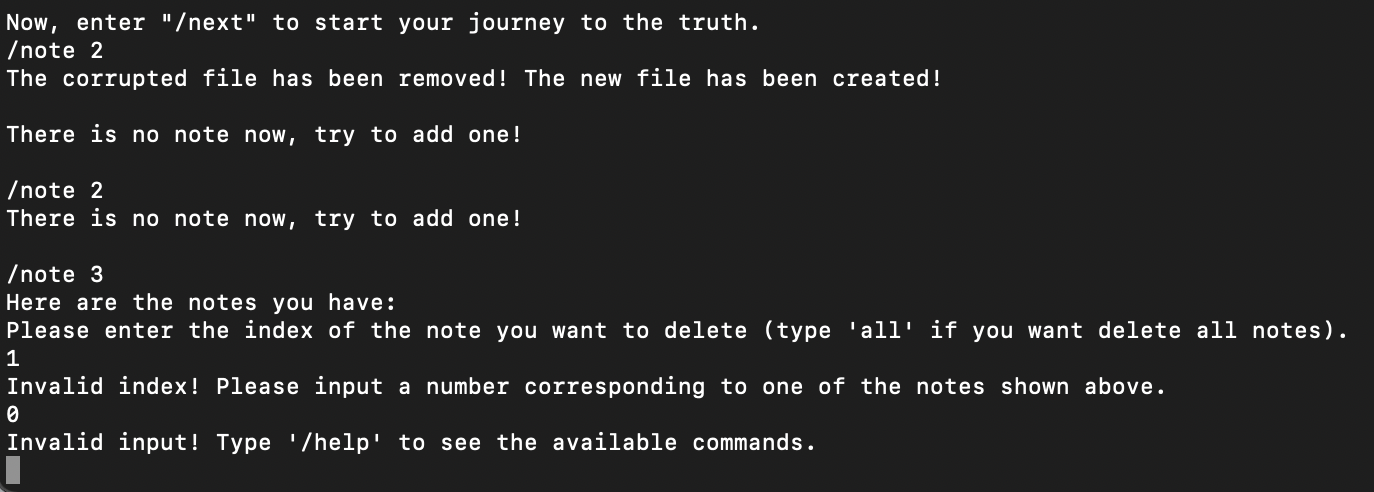 Now, enter "/next" to start your journey to the truth.
/note 2
The corrupted file has been removed! The new file has been created!
There is no note now, try to add one!
/note 2
There is no note now, try to add one!
/note 3
Here are the notes you have:
Please enter the index of the note you want to delete (type 'all' if you want delete all notes).
1
Invalid index! Please input a number corresponding to one of the notes shown above.
0
Invalid input! Type '/help' to see the available commands.